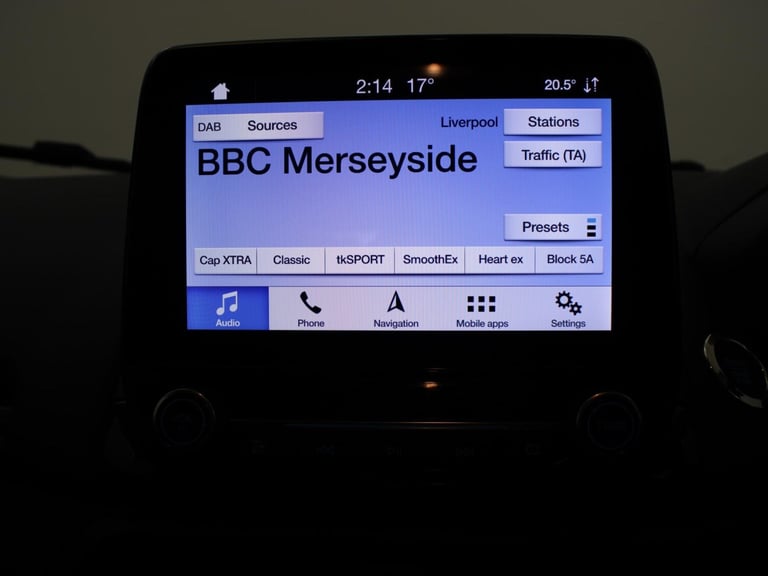 2:14 17° 20.5°
DAB Sources Liverpool Stations
BBC Merseyside Traffic (TA)
Presets
Cap XTRA Classic tkSPORT SmoothEx Heart ex Block 5A
Audio Phone Navigation Mobile apps Settings